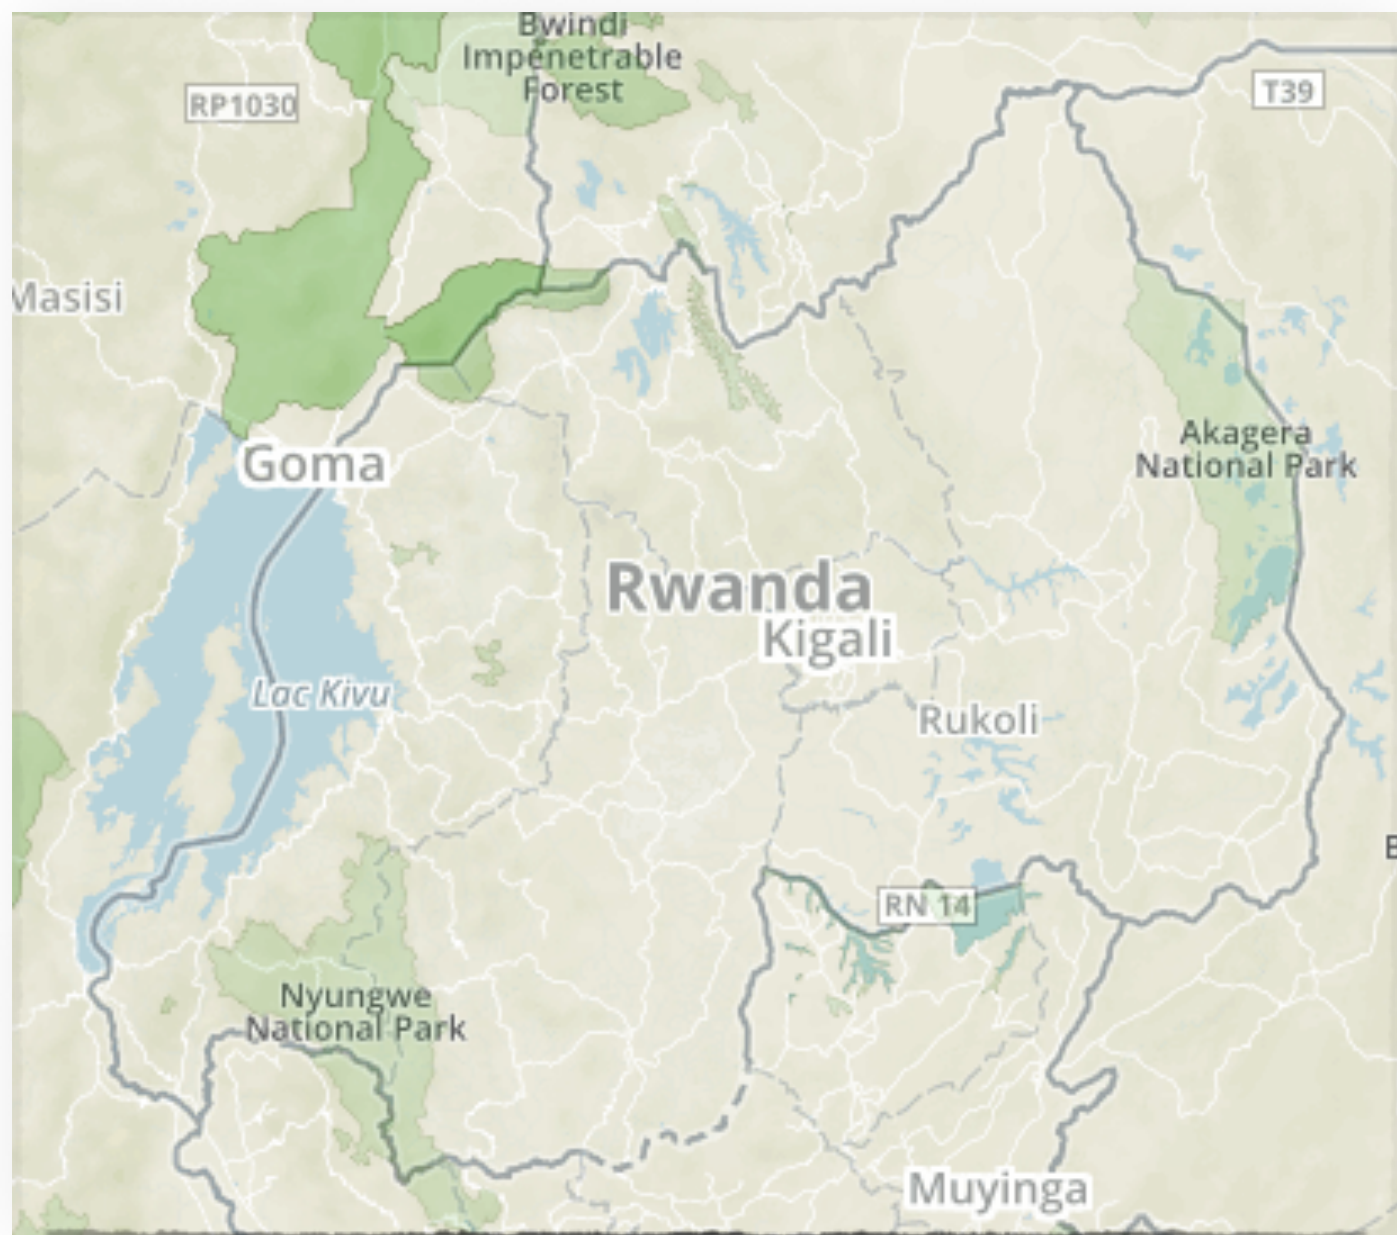 Bwindi
Impenetrable
Forest
RP1030
T39
Masisi
Akagera
National Park
Goma
Rwanda
Kigali
Lac Kivu
Rukoli
RN 14
Nyungwe
National Park
Muyinga